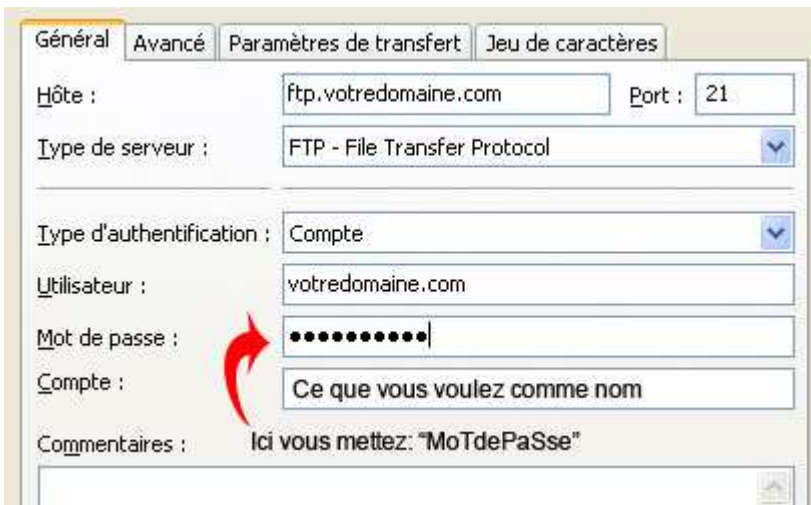 Général Avancé Paramètres de transfert Jeu de caractères
Hôte : ftp.votredomaine.com Port : 21
Type de serveur : FTP - File Transfer Protocol
Type d'authentification : Compte
Utilisateur : votredomaine.com
Mot de passe : ●●●●●●●●●●
Compte : Ce que vous voulez comme nom
Commentaires : Ici vous mettez: "MoTdePaSse"